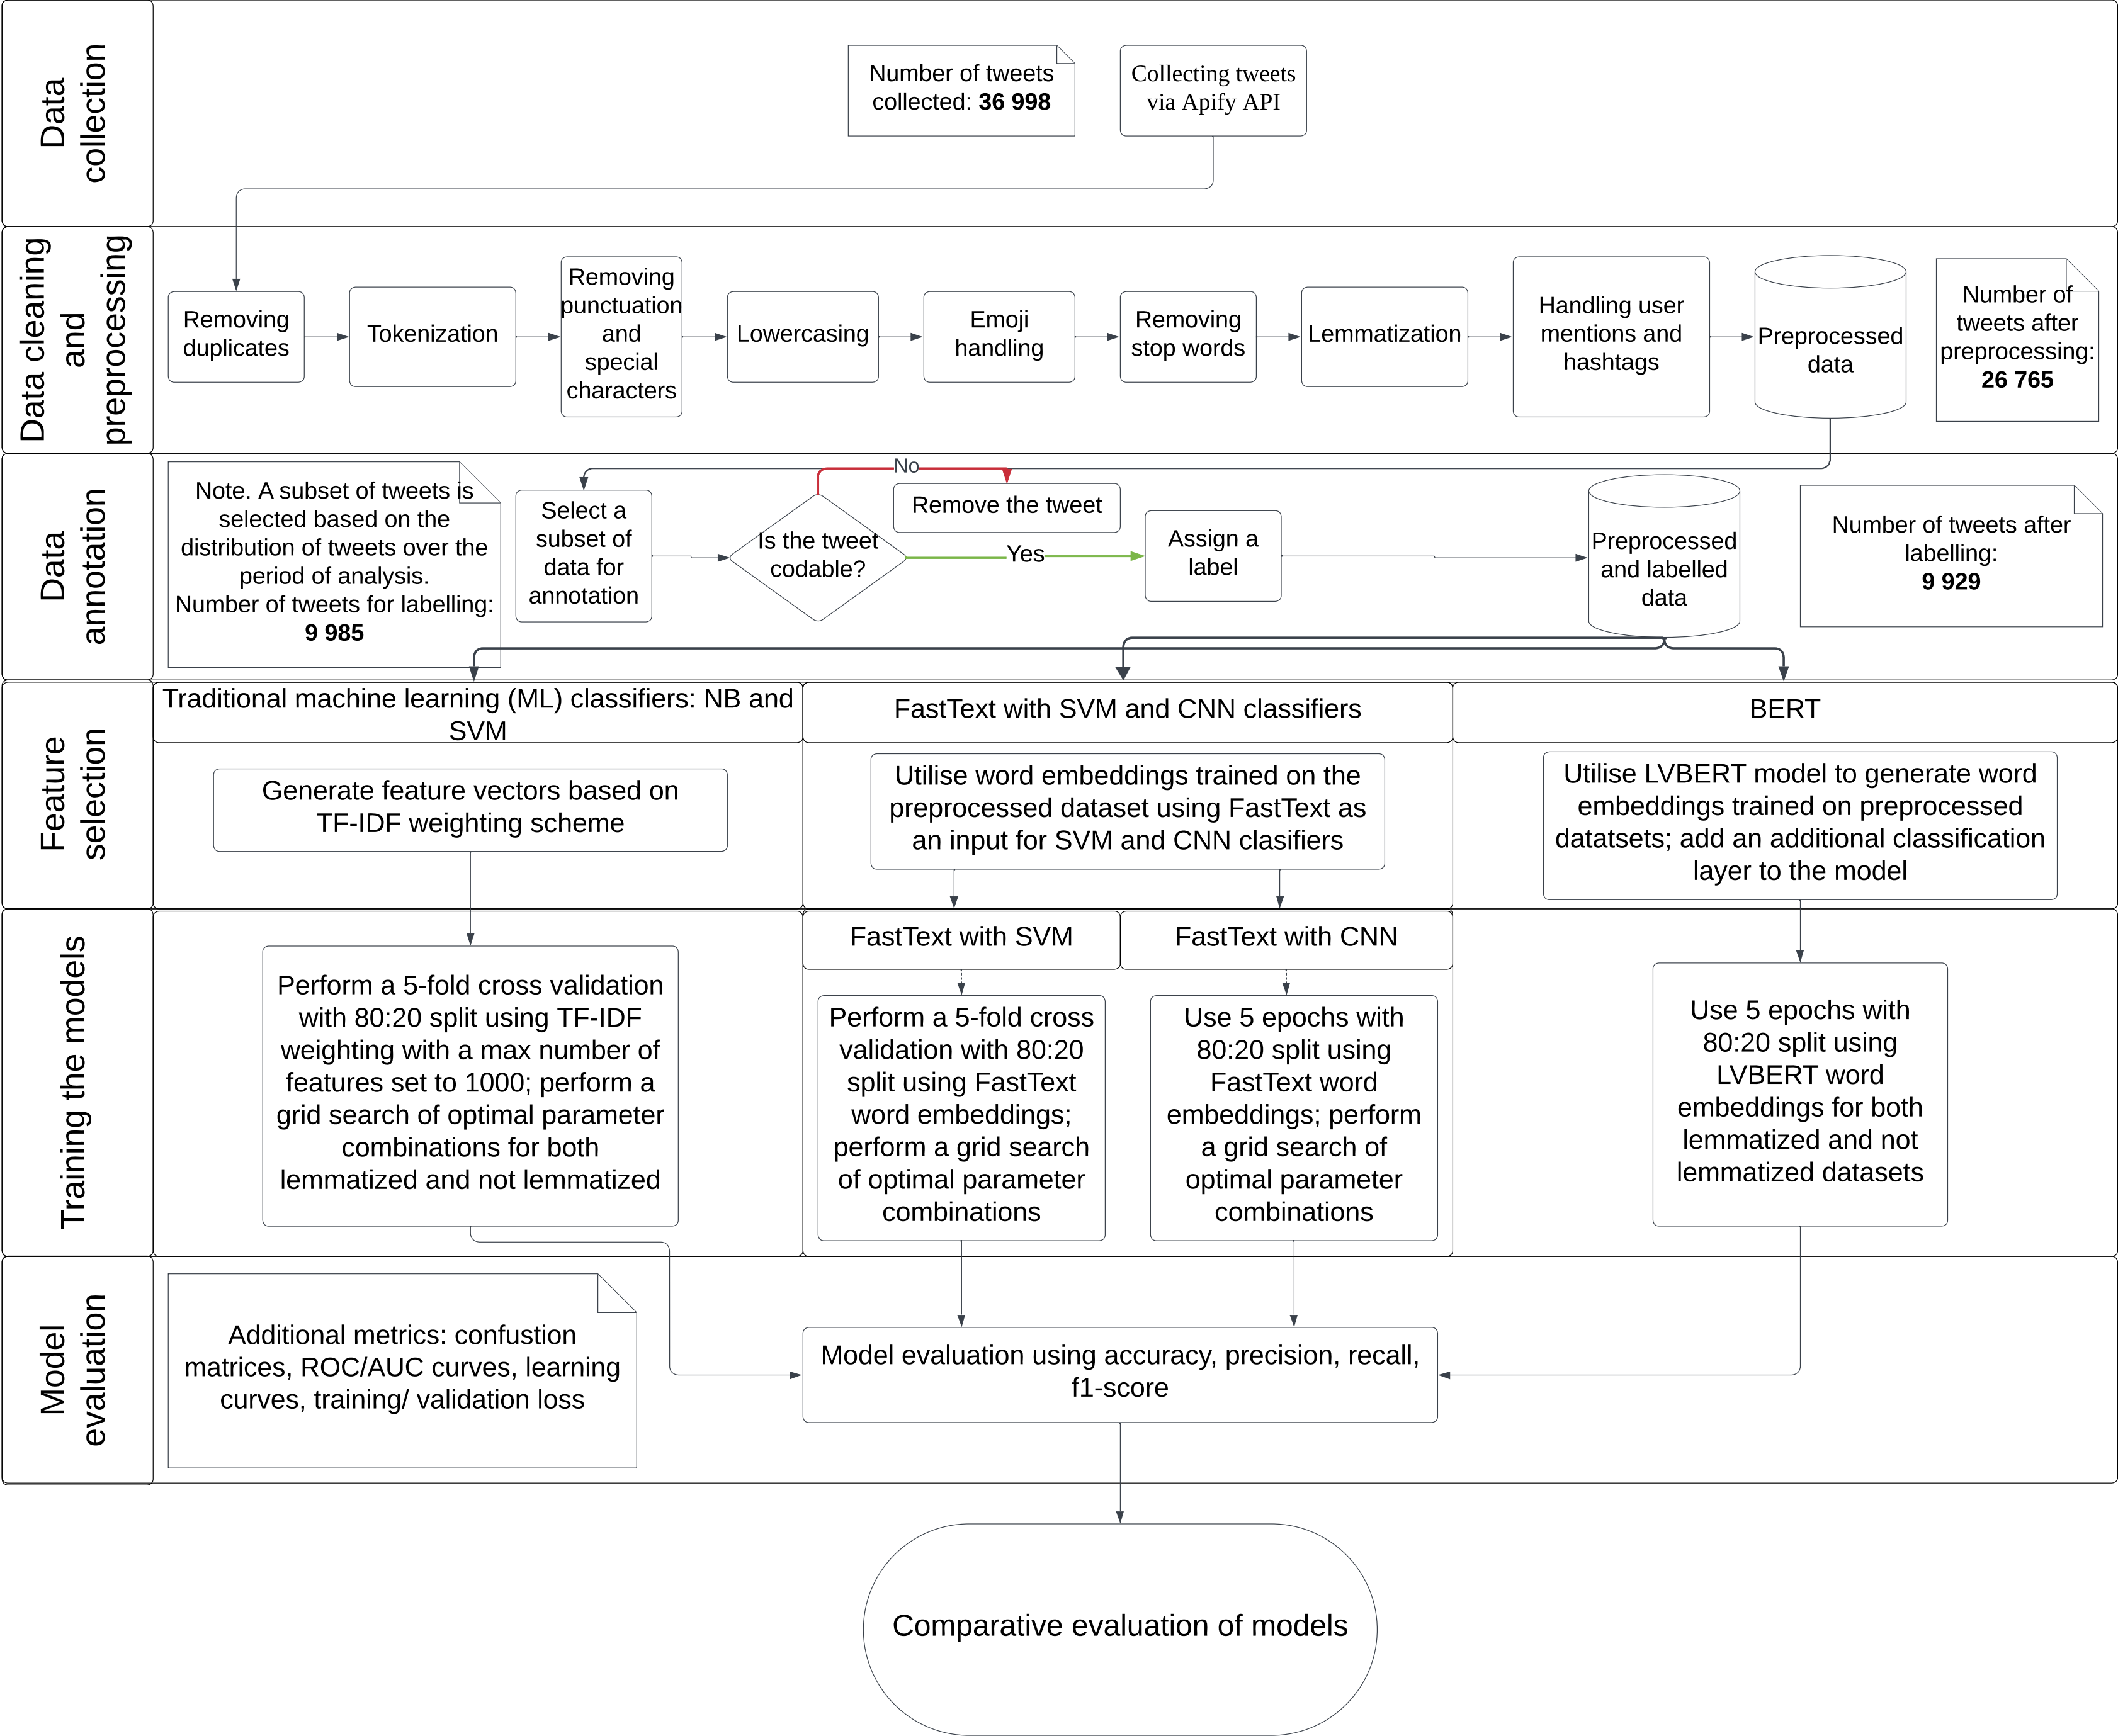 Data
collection
Number of tweets
collected: 36 998
Collecting tweets
via Apify API
Data cleaning
and
preprocessing
Removing
duplicates
Tokenization
Removing
punctuation
and
special
characters
Lowercasing
Emoji
handling
Removing
stop words
Lemmatization
Handling user
mentions and
hashtags
Preprocessed
data
Number of
tweets after
preprocessing:
26 765
Data
annotation
Note. A subset of tweets is
selected based on the
distribution of tweets over the
period of analysis.
Number of tweets for labelling:
9 985
Select a
subset of
data for
annotation
Is the tweet
codable?
No
Remove the tweet
Yes
Assign a
label
Preprocessed
and labelled
data
Number of tweets after
labelling:
9 929
Feature
selection
Traditional machine learning (ML) classifiers: NB and
SVM
Generate feature vectors based on
TF-IDF weighting scheme
FastText with SVM and CNN classifiers
Utilise word embeddings trained on the
preprocessed dataset using FastText as
an input for SVM and CNN clasifiers
BERT
Utilise LVBERT model to generate word
embeddings trained on preprocessed
datatsets; add an additional classification
layer to the model
Training the models
Perform a 5-fold cross validation
with 80:20 split using TF-IDF
weighting with a max number of
features set to 1000; perform a
grid search of optimal parameter
combinations for both
lemmatized and not lemmatized
FastText with SVM
Perform a 5-fold cross
validation with 80:20
split using FastText
word embeddings;
perform a grid search
of optimal parameter
combinations
FastText with CNN
Use 5 epochs with
80:20 split using
FastText word
embeddings; perform
a grid search of
optimal parameter
combinations
Use 5 epochs with
80:20 split using
LVBERT word
embeddings for both
lemmatized and not
lemmatized datasets
Model
evaluation
Additional metrics: confustion
matrices, ROC/AUC curves, learning
curves, training/ validation loss
Model evaluation using accuracy, precision, recall,
f1-score
Comparative evaluation of models